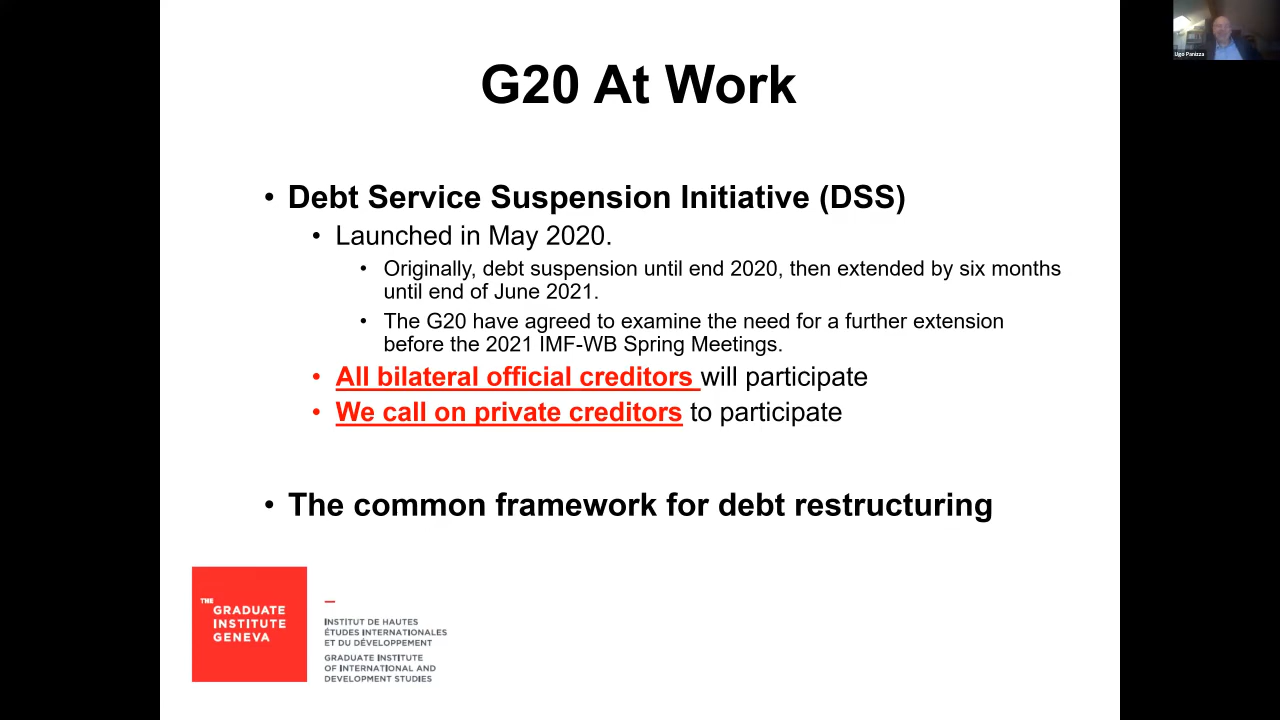 G20 At Work
• Debt Service Suspension Initiative (DSS)
• Launched in May 2020.
• Originally, debt suspension until end 2020, then extended by six months
until end of June 2021.
• The G20 have agreed to examine the need for a further extension
before the 2021 IMF-WB Spring Meetings.
• All bilateral official creditors will participate
• We call on private creditors to participate
• The common framework for debt restructuring
THE
GRADUATE
INSTITUTE
GENEVA
INSTITUT DE HAUTES
ÉTUDES INTERNATIONALES
ET DU DÉVELOPPEMENT
GRADUATE INSTITUTE
OF INTERNATIONAL AND
DEVELOPMENT STUDIES
Ugo Panizza